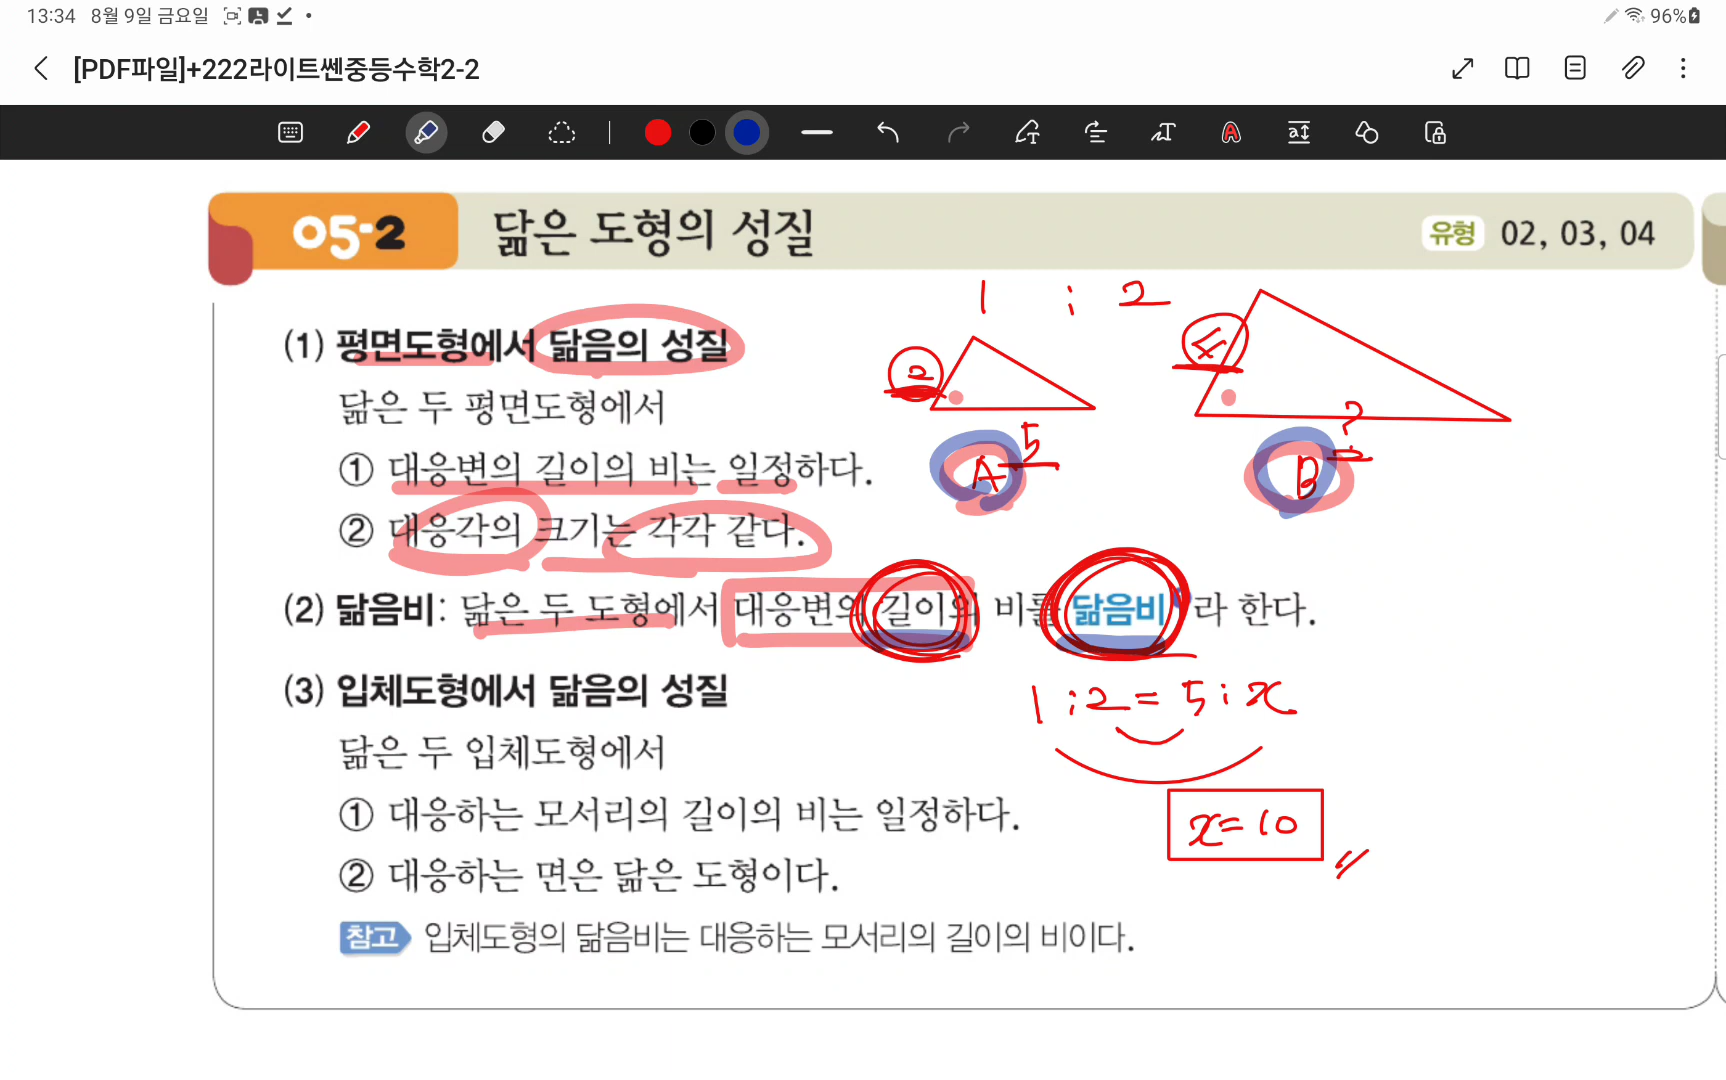 13:34 8월 9일 금요일
96%
[PDF파일]+222라이트쎈중등수학2-2
05-2 닮은 도형의 성질 유형 02, 03, 04
1 : 2
(1) 평면도형에서 닮음의 성질
2 4
닮은 두 평면도형에서
5 ?
① 대응변의 길이의 비는 일정하다.
A B
② 대응각의 크기는 각각 같다.
(2) 닮음비: 닮은 두 도형에서 대응변의 길이의 비를 닮음비라 한다.
(3) 입체도형에서 닮음의 성질
1 : 2 = 5 : x
닮은 두 입체도형에서
① 대응하는 모서리의 길이의 비는 일정하다.
x = 10
② 대응하는 면은 닮은 도형이다.
참고 입체도형의 닮음비는 대응하는 모서리의 길이의 비이다.